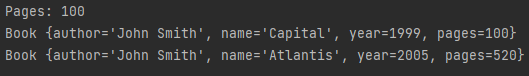 Pages: 100
Book {author='John Smith', name='Capital', year=1999, pages=100}
Book {author='John Smith', name='Atlantis', year=2005, pages=520}